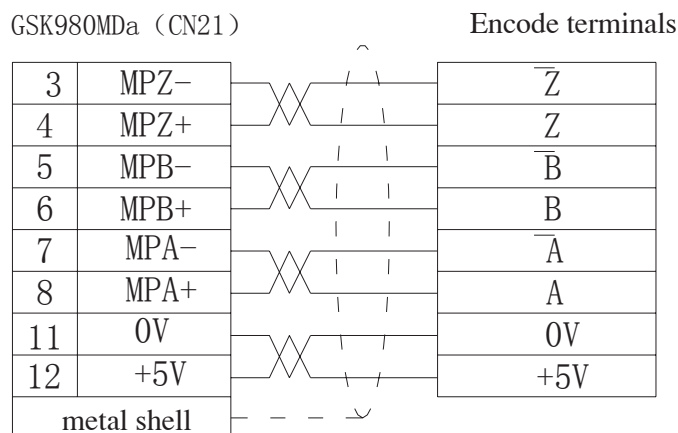 GSK980MDa (CN21) Encode terminals
3 MPZ- Z̅
4 MPZ+ Z
5 MPB- B̅
6 MPB+ B
7 MPA- A̅
8 MPA+ A
11 0V 0V
12 +5V +5V
metal shell